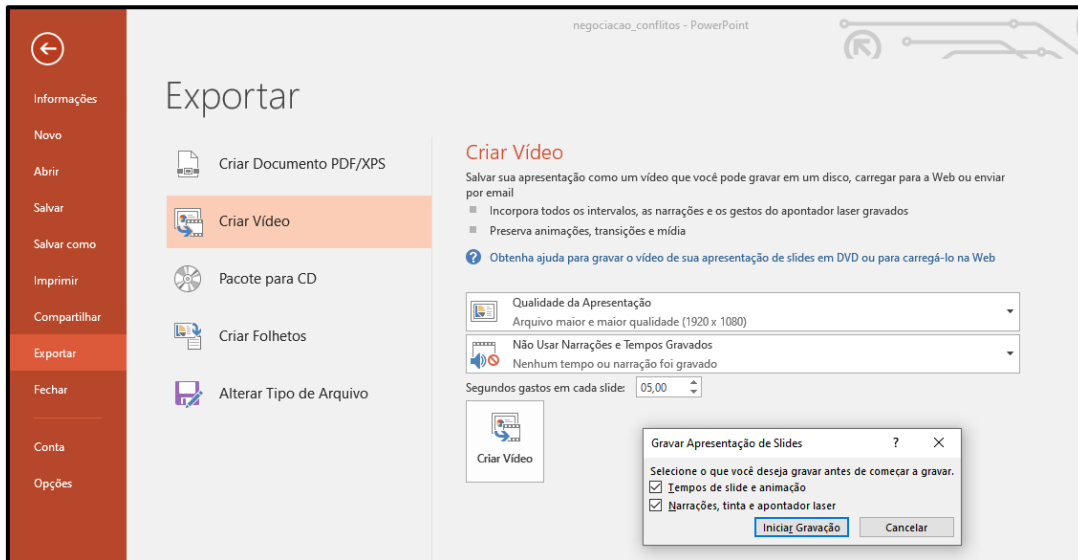 negociacao_conflitos - PowerPoint
Informações
Novo
Abrir
Salvar
Salvar como
Imprimir
Compartilhar
Exportar
Fechar
Conta
Opções
Exportar
Criar Documento PDF/XPS
Criar Vídeo
Pacote para CD
Criar Folhetos
Alterar Tipo de Arquivo
Criar Vídeo
Salvar sua apresentação como um vídeo que você pode gravar em um disco, carregar para a Web ou enviar
por email
Incorpora todos os intervalos, as narrações e os gestos do apontador laser gravados
Preserva animações, transições e mídia
Obtenha ajuda para gravar o vídeo de sua apresentação de slides em DVD ou para carregá-lo na Web
Qualidade da Apresentação
Arquivo maior e maior qualidade (1920 x 1080)
Não Usar Narrações e Tempos Gravados
Nenhum tempo ou narração foi gravado
Segundos gastos em cada slide: 05,00
Criar Vídeo
Gravar Apresentação de Slides ? X
Selecione o que você deseja gravar antes de começar a gravar.
Tempos de slide e animação
Narrações, tinta e apontador laser
Iniciar Gravação Cancelar